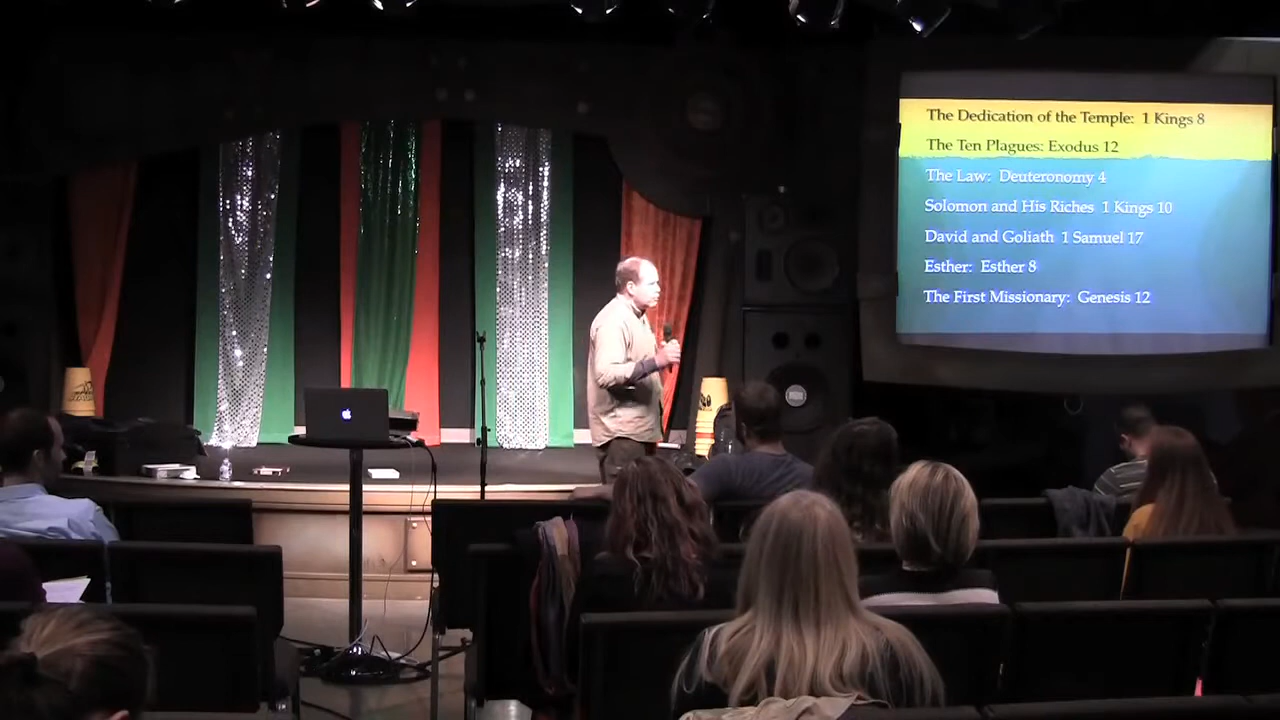 The Dedication of the Temple: 1 Kings 8
The Ten Plagues: Exodus 12
The Law: Deuteronomy 4
Solomon and His Riches 1 Kings 10
David and Goliath 1 Samuel 17
Esther: Esther 8
The First Missionary: Genesis 12